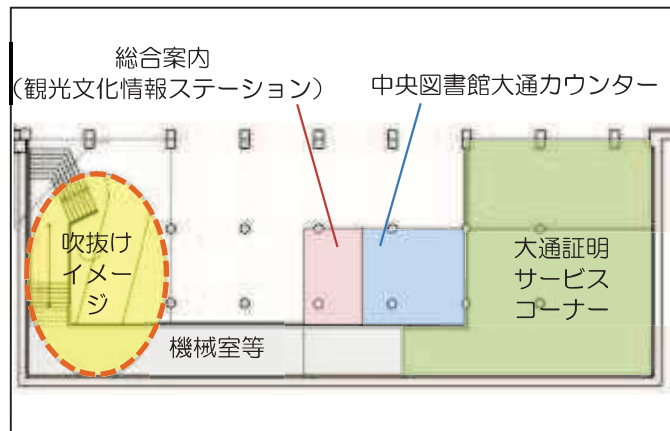 総合案内
（観光文化情報ステーション）
中央図書館大通カウンター
吹抜け
イメー
ジ
大通証明
サービス
コーナー
機械室等